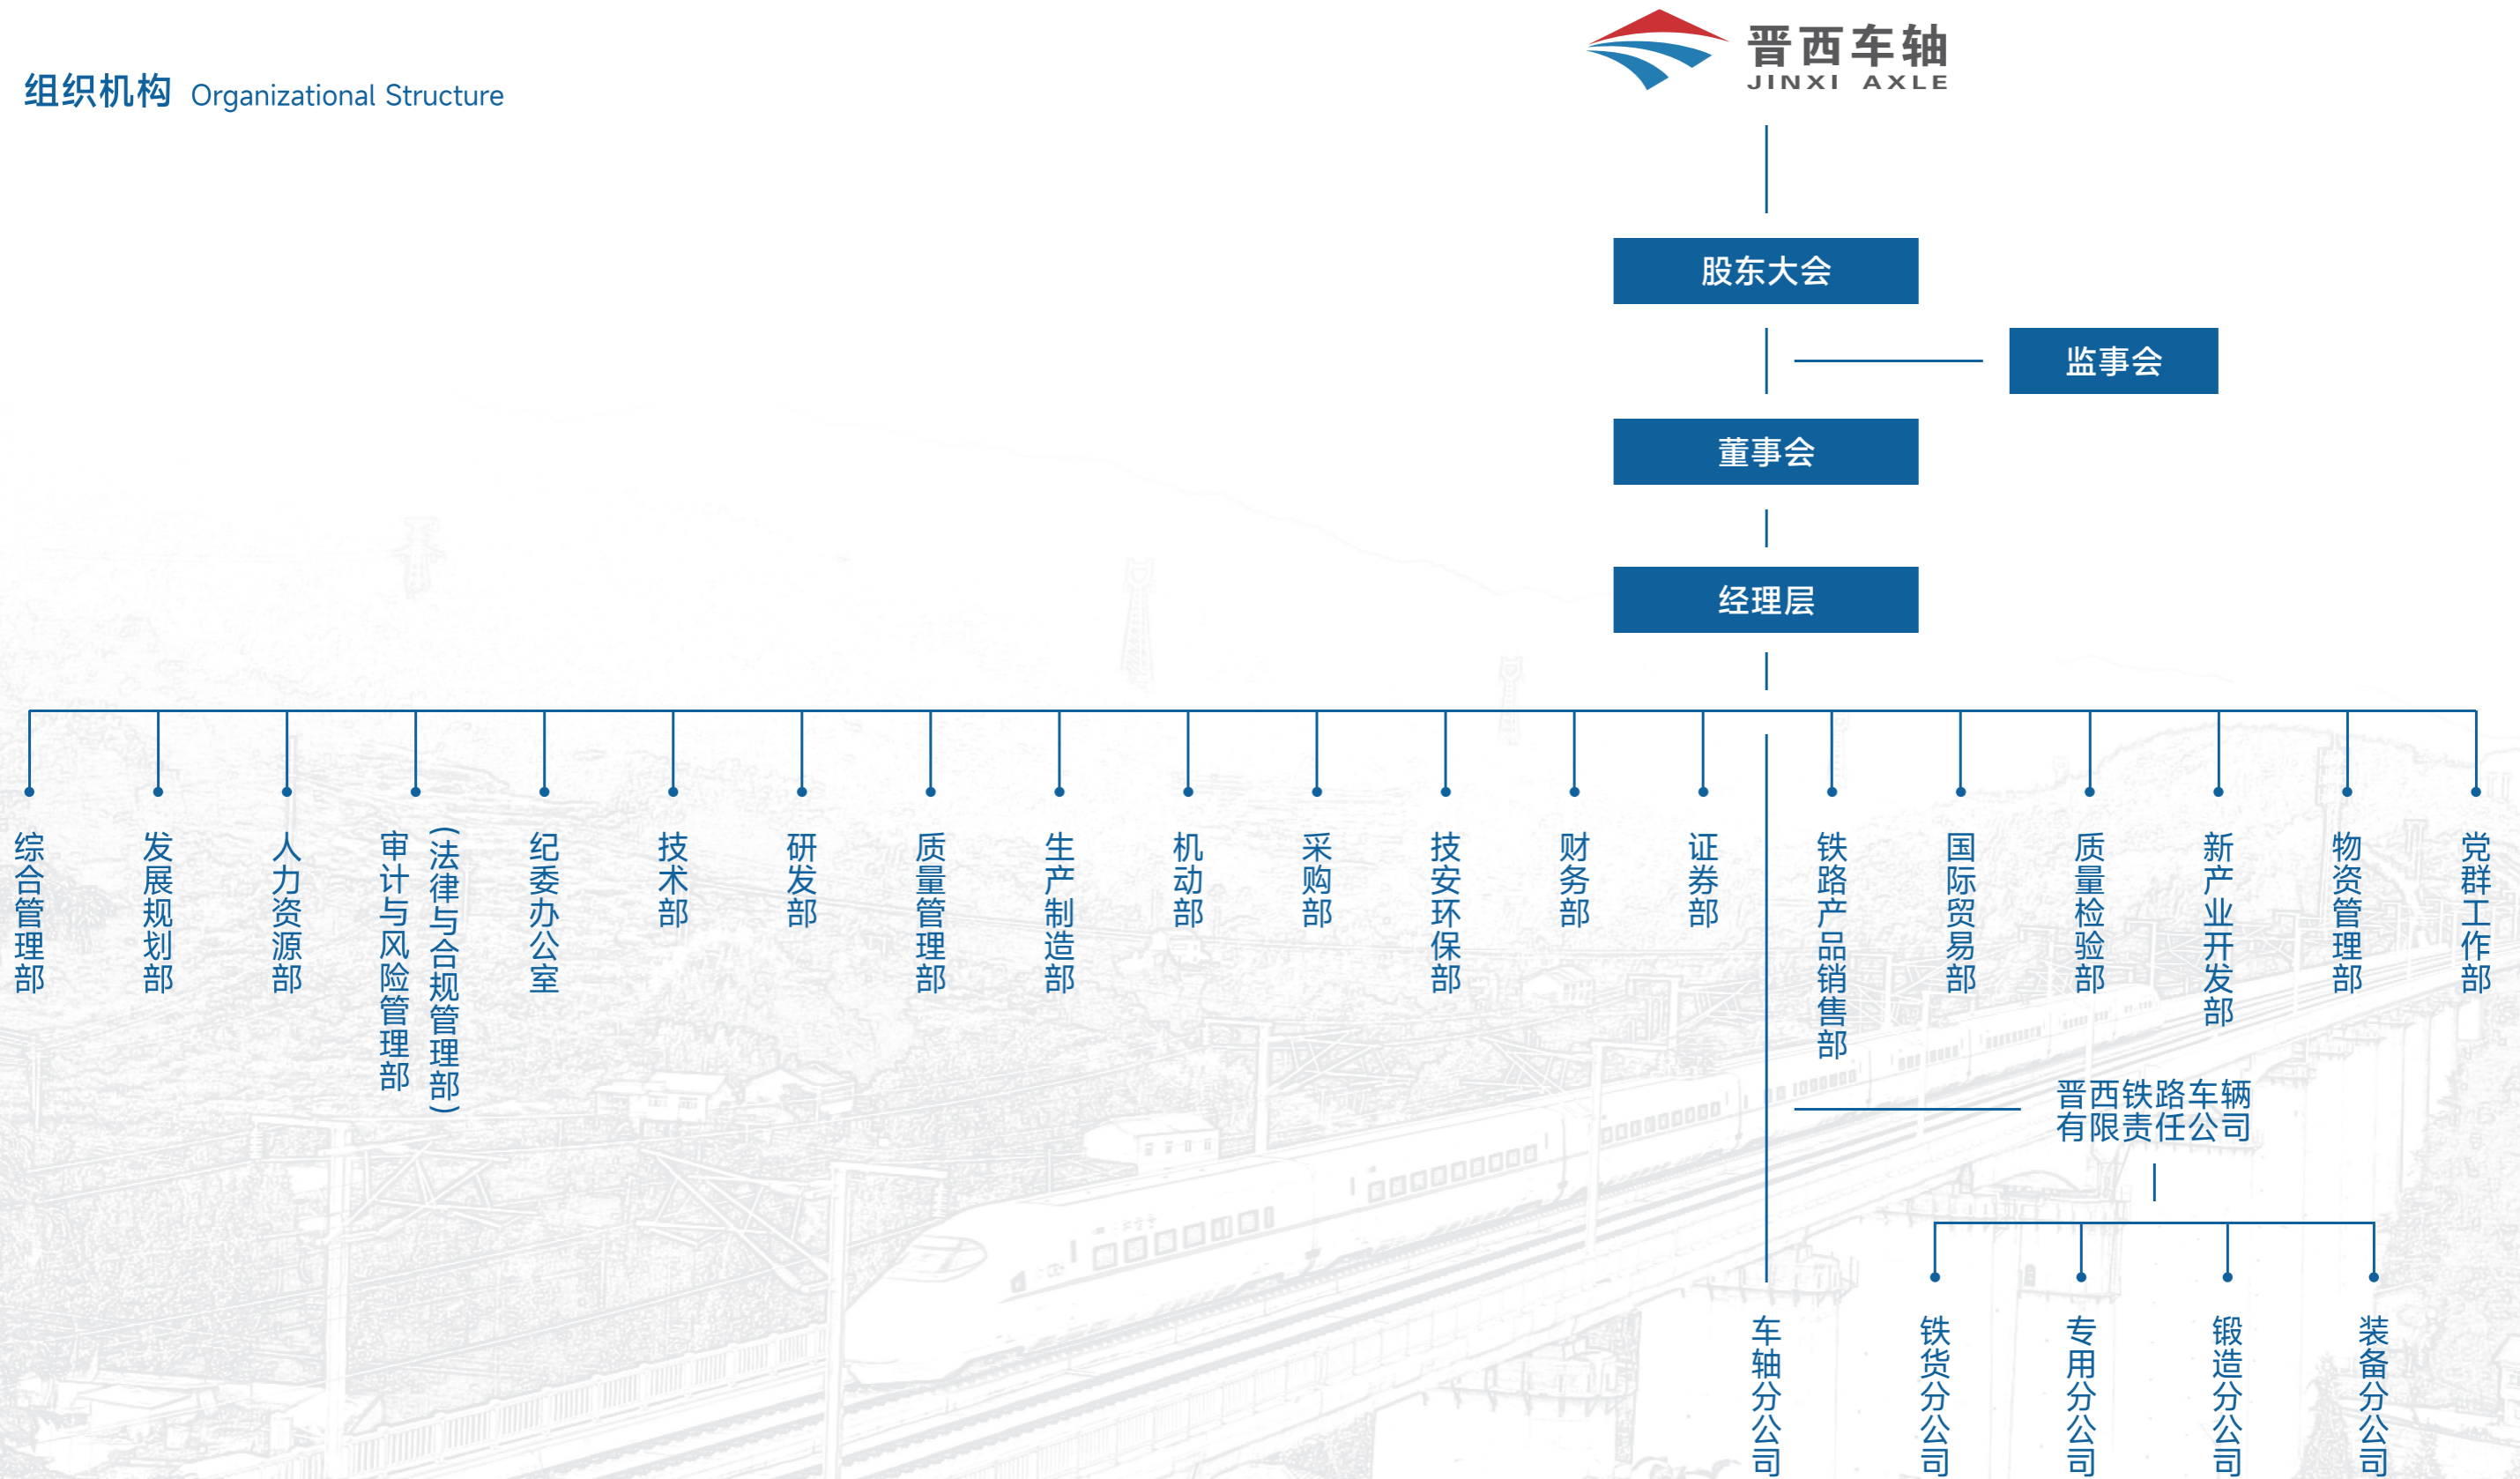 晋西车轴
JINXI AXLE
组织机构 Organizational Structure
股东大会
监事会
董事会
经理层
综合管理部
发展规划部
人力资源部
审计与风险管理部
（法律与合规管理部）
纪委办公室
技术部
研发部
质量管理部
生产制造部
机动部
采购部
技安环保部
财务部
证券部
铁路产品销售部
国际贸易部
质量检验部
新产业开发部
物资管理部
党群工作部
晋西铁路车辆
有限责任公司
车轴分公司
铁货分公司
专用分公司
锻造分公司
装备分公司